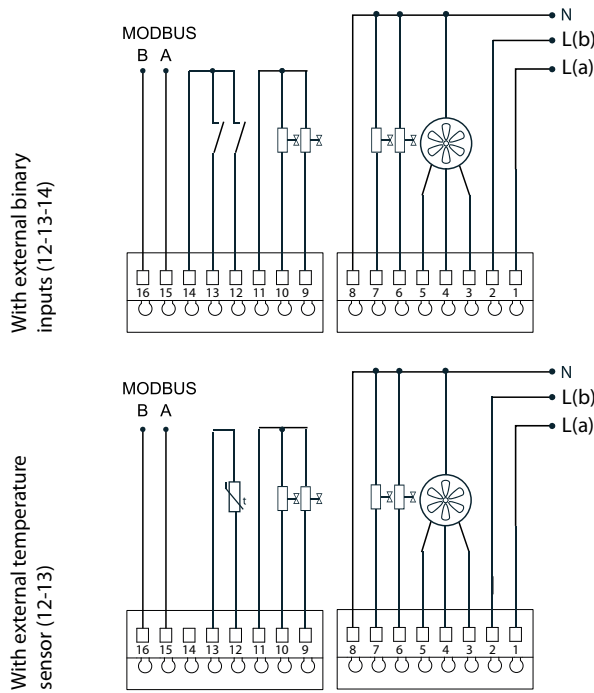 MODBUS
B A
N
L(b)
L(a)
With external binary
inputs (12-13-14)
16 15 14 13 12 11 10 9
8 7 6 5 4 3 2 1
MODBUS
B A
N
L(b)
L(a)
t
With external temperature
sensor (12-13)
16 15 14 13 12 11 10 9
8 7 6 5 4 3 2 1